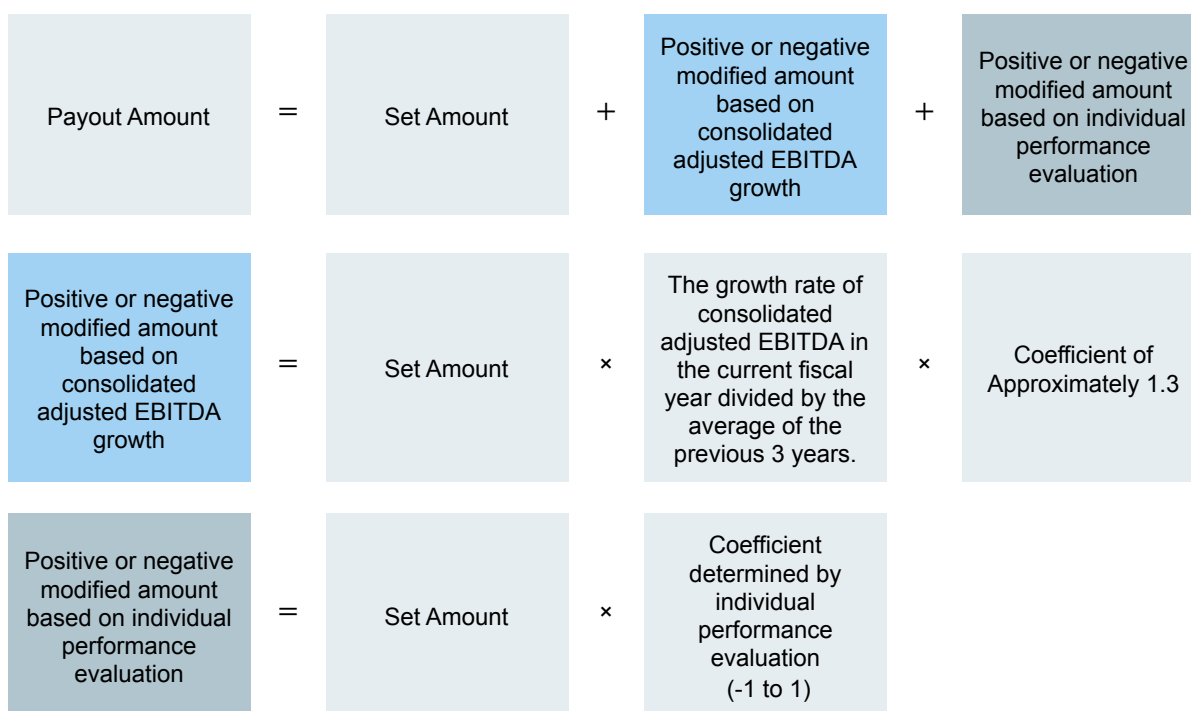 Payout Amount
=
Set Amount
+
Positive or negative
modified amount
based on
consolidated
adjusted EBITDA
growth
+
Positive or negative
modified amount
based on individual
performance
evaluation
Positive or negative
modified amount
based on
consolidated
adjusted EBITDA
growth
=
Set Amount
×
The growth rate of
consolidated
adjusted EBITDA in
the current fiscal
year divided by the
average of the
previous 3 years.
×
Coefficient of
Approximately 1.3
Positive or negative
modified amount
based on individual
performance
evaluation
=
Set Amount
×
Coefficient
determined by
individual
performance
evaluation
(-1 to 1)